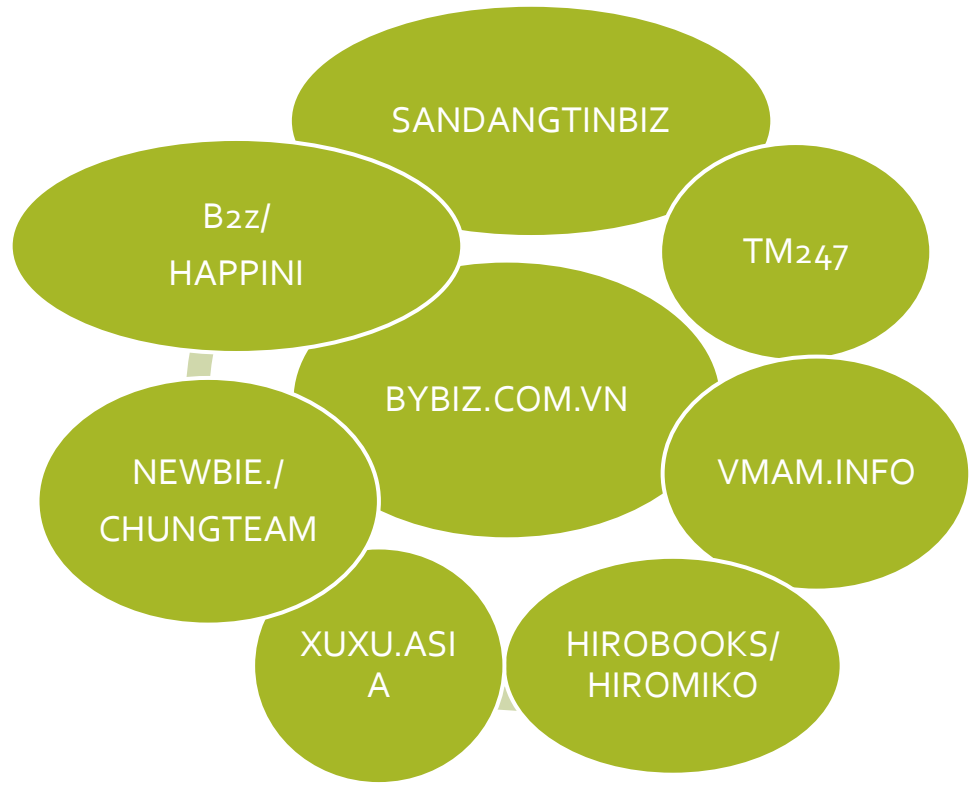 SANDANGTINBIZ
B2z/
HAPPINI
TM247
BYBIZ.COM.VN
VMAM.INFO
NEWBIE./
CHUNGTEAM
XUXU.ASI
A
HIROBOOKS/
HIROMIKO